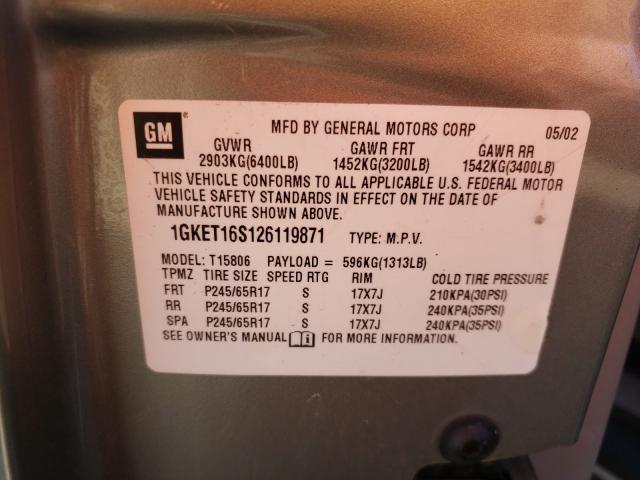 GM MFD BY GENERAL MOTORS CORP 05/02
GVWR GAWR FRT GAWR RR
2903KG(6400LB) 1452KG(3200LB) 1542KG(3400LB)
THIS VEHICLE CONFORMS TO ALL APPLICABLE U.S. FEDERAL MOTOR
VEHICLE SAFETY STANDARDS IN EFFECT ON THE DATE OF
MANUFACTURE SHOWN ABOVE.
1GKET16S126119871 TYPE: M.P.V.
MODEL: T15806 PAYLOAD = 596KG(1313LB)
TPMZ TIRE SIZE SPEED RTG RIM COLD TIRE PRESSURE
FRT P245/65R17 S 17X7J 210KPA(30PSI)
RR P245/65R17 S 17X7J 240KPA(35PSI)
SPA P245/65R17 S 17X7J 240KPA(35PSI)
SEE OWNER'S MANUAL FOR MORE INFORMATION.